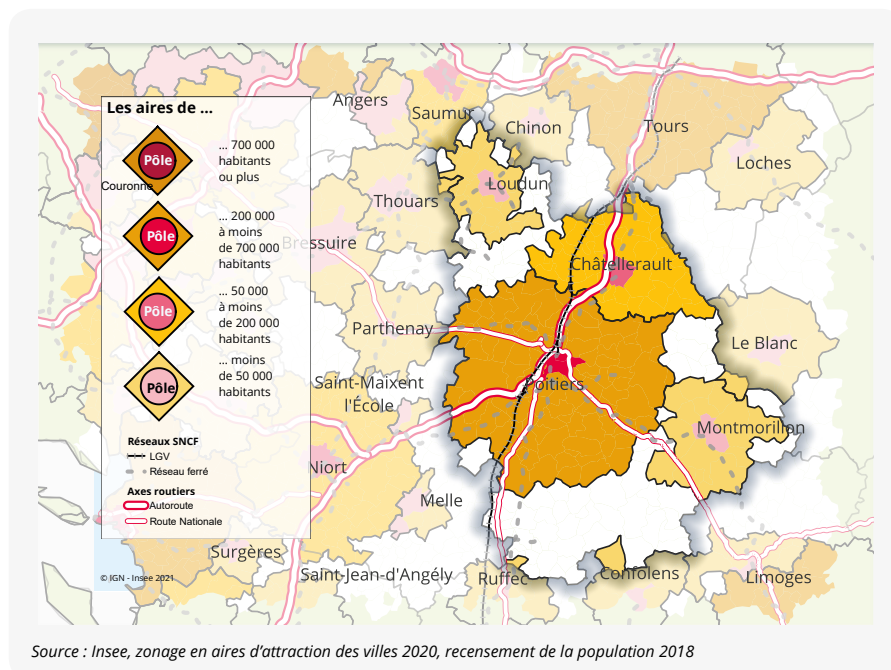 Les aires de ...
Pôle
Couronne
... 700 000
habitants
ou plus
Pôle
... 200 000
à moins
de 700 000
habitants
Pôle
... 50 000
à moins
de 200 000
habitants
Pôle
... moins
de 50 000
habitants
Réseaux SNCF
LGV
Réseau ferré
Axes routiers
Autoroute
Route Nationale
© IGN - Insee 2021
Angers
Saumur
Chinon
Tours
Loches
Loudun
Thouars
Bressuire
Châtellerault
Parthenay
Le Blanc
Saint-Maixent
l'École
Poitiers
Montmorillon
Niort
Melle
Surgères
Saint-Jean-d'Angély
Ruffec
Confolens
Limoges
Source : Insee, zonage en aires d’attraction des villes 2020, recensement de la population 2018